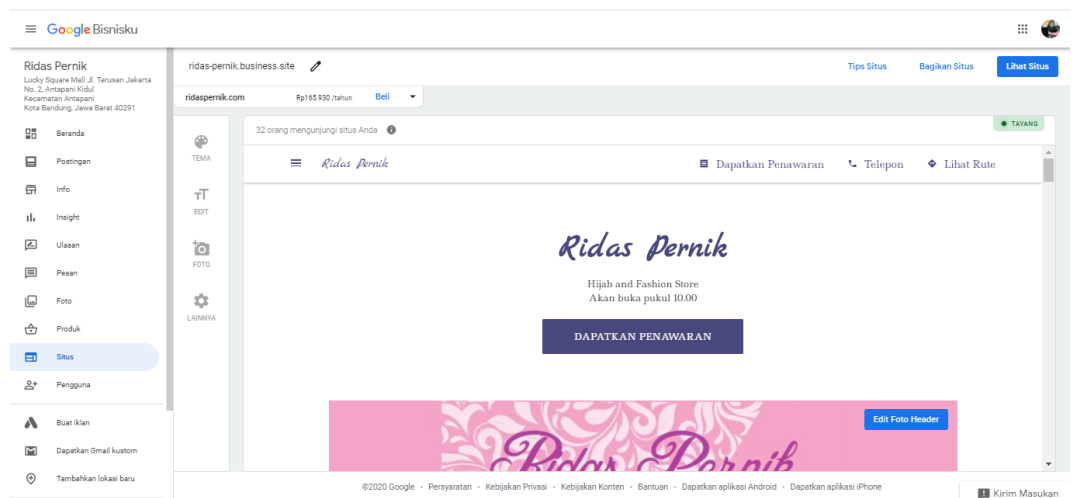 Google Bisnisku
Ridas Pernik
Lucky Square Mall Jl. Terusan Jakarta
No. 2, Antapani Kidul
Kecamatan Antapani
Kota Bandung, Jawa Barat 40291
Beranda
Postingan
Info
Insight
Ulasan
Pesan
Foto
Produk
Situs
Pengguna
Buat iklan
Dapatkan Gmail kustom
Tambahkan lokasi baru
ridas-pernik.business.site
Tips Situs
Bagikan Situs
Lihat Situs
ridaspernik.com Rp165.930 /tahun Beli
TEMA
EDIT
FOTO
LAINNYA
32 orang mengunjungi situs Anda
TAYANG
Ridas Pernik
Dapatkan Penawaran
Telepon
Lihat Rute
Ridas Pernik
Hijab and Fashion Store
Akan buka pukul 10.00
DAPATKAN PENAWARAN
Edit Foto Header
Ridas Pernik
©2020 Google - Persyaratan - Kebijakan Privasi - Kebijakan Konten - Bantuan - Dapatkan aplikasi Android - Dapatkan aplikasi iPhone
Kirim Masukan